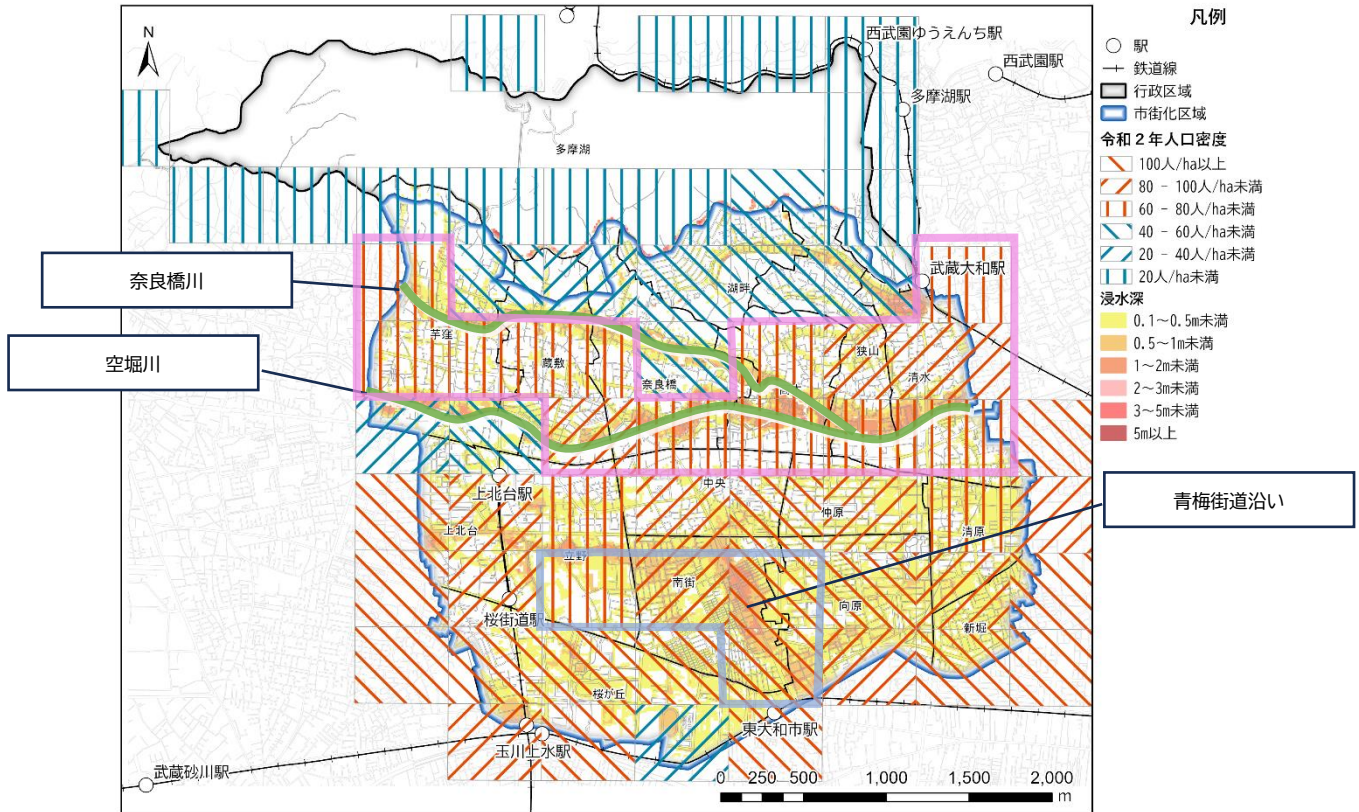 N
西武園ゆうえんち駅
西武園駅
多摩湖駅
多摩湖
武蔵大和駅
湖畔
芋窪
蔵敷
奈良橋
狭山
清水
上北台駅
中央
上北台
仲原
清原
立野
南街
桜街道駅
向原
新堀
桜が丘
東大和市駅
玉川上水駅
武蔵砂川駅
0 250 500 1,000 1,500 2,000
m
奈良橋川
空堀川
青梅街道沿い
凡例
駅
鉄道線
行政区域
市街化区域
令和2年人口密度
100人/ha以上
80 - 100人/ha未満
60 - 80人/ha未満
40 - 60人/ha未満
20 - 40人/ha未満
20人/ha未満
浸水深
0.1~0.5m未満
0.5~1m未満
1~2m未満
2~3m未満
3~5m未満
5m以上